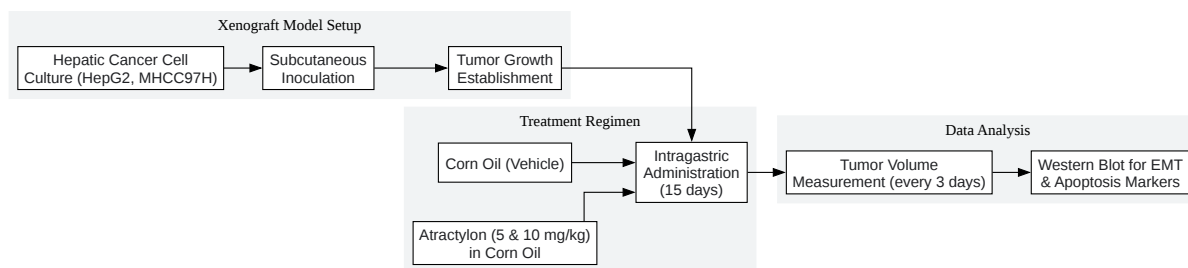 Xenograft Model Setup
Hepatic Cancer Cell
Culture (HepG2, MHCC97H)
Subcutaneous
Inoculation
Tumor Growth
Establishment
Treatment Regimen
Corn Oil (Vehicle)
Atractylon (5 & 10 mg/kg)
in Corn Oil
Intragastric
Administration
(15 days)
Data Analysis
Tumor Volume
Measurement (every 3 days)
Western Blot for EMT
& Apoptosis Markers